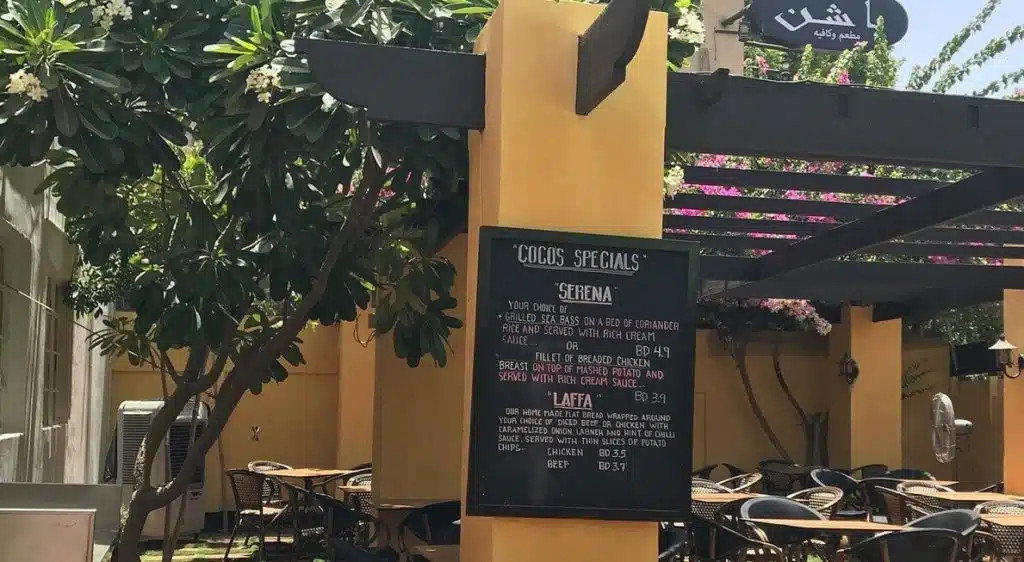 شن
مطعم وكافيه
"COCO'S SPECIALS"
"SERENA"
YOUR CHOICE OF
• GRILLED SEA BASS ON A BED OF CORIANDER
RICE AND SERVED WITH RICH CREAM
SAUCE... BD 4.9
OR
FILLET OF BREADED CHICKEN
BREAST ON TOP OF MASHED POTATO AND
SERVED WITH RICH CREAM SAUCE... BD 3.9
"LAFFA"
OUR HOME MADE FLAT BREAD WRAPPED AROUND
YOUR CHOICE OF DICED BEEF OR CHICKEN WITH
CARAMELIZED ONION, LABNEH AND HINT OF CHILLI
SAUCE, SERVED WITH THIN SLICES OF POTATO
CHIPS... CHICKEN BD 3.5
BEEF BD 3.7